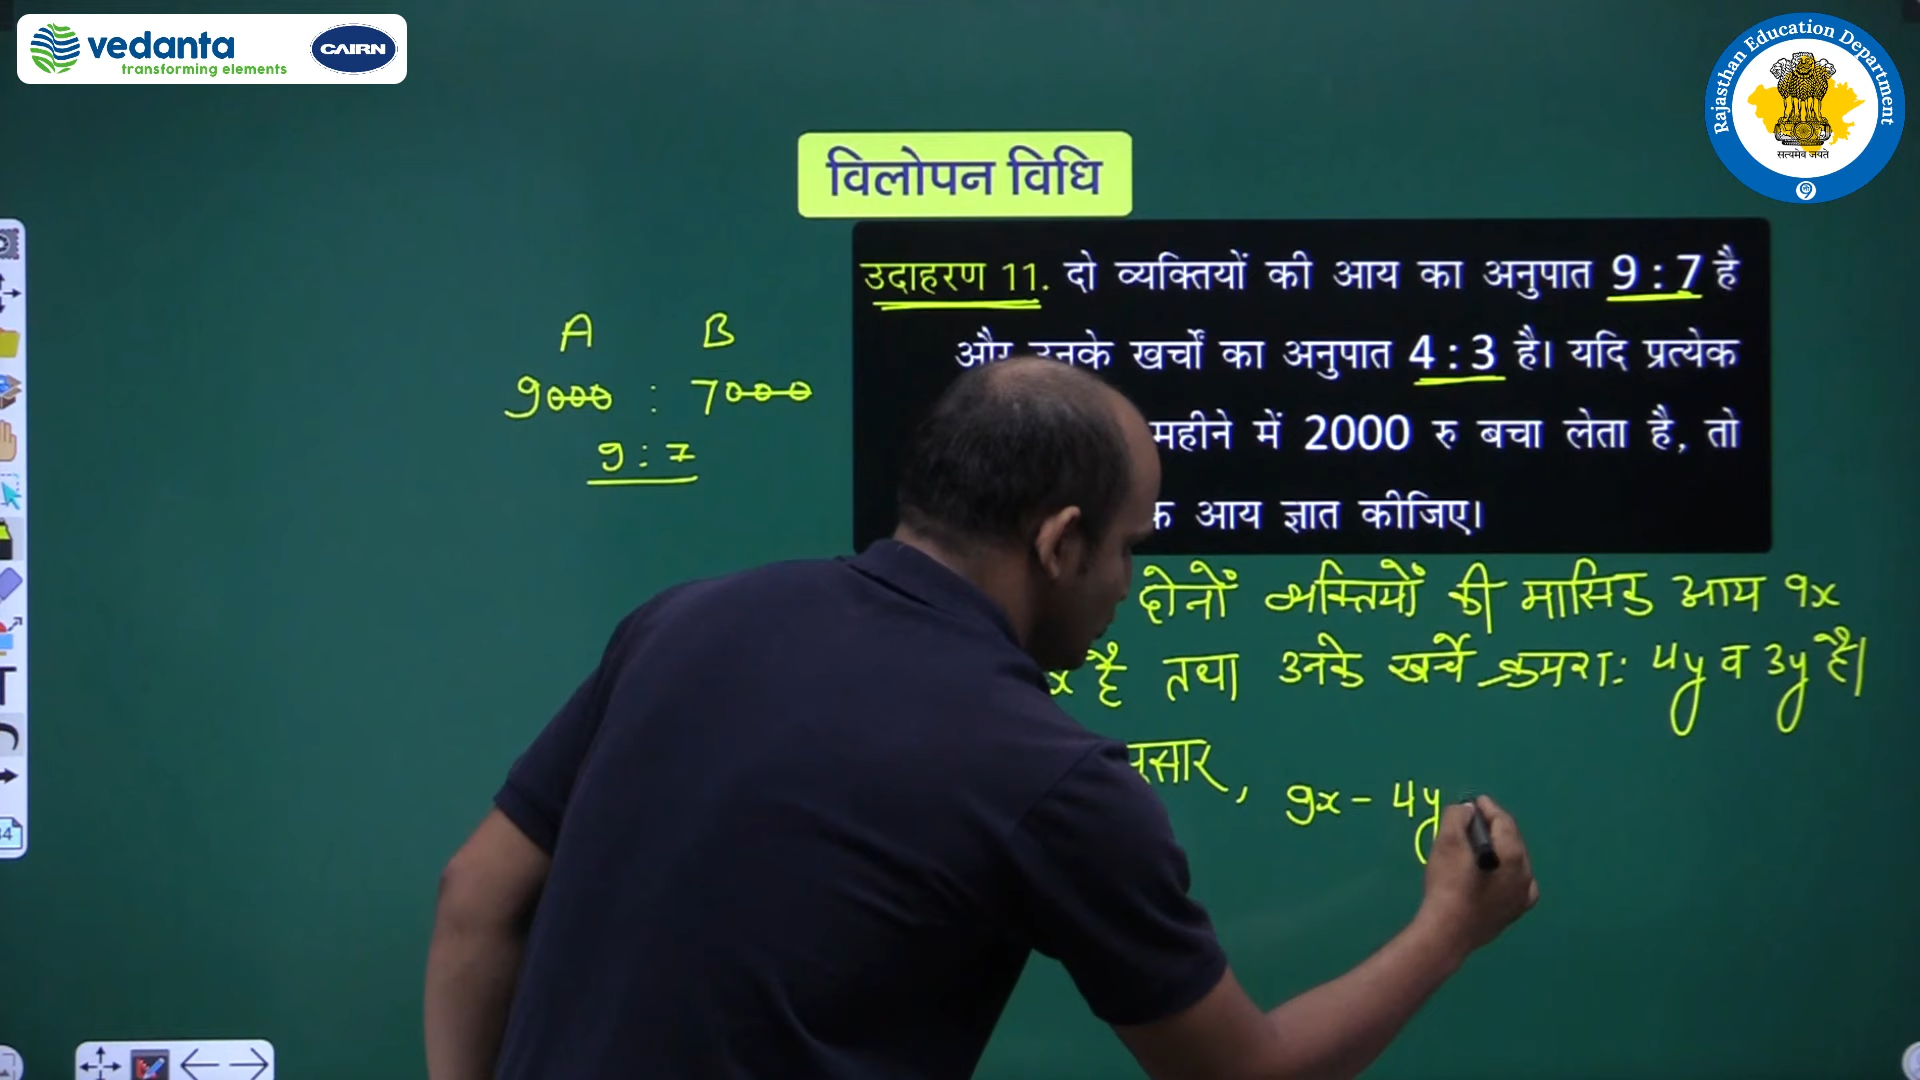 vedanta
transforming elements
CAIRN
Rajasthan Education Department
सत्यमेव जयते
विलोपन विधि
उदाहरण 11. दो व्यक्तियों की आय का अनुपात 9 : 7 है
और उनके खर्चों का अनुपात 4 : 3 है। यदि प्रत्येक
महीने में 2000 रु बचा लेता है, तो
आय ज्ञात कीजिए।
A B
9000 : 7000
9 : 7
दोनों व्यक्तियों की मासिक आय 9x
x है तथा उनके खर्चे क्रमशः 4y व 3y है।
नुसार, 9x - 4y